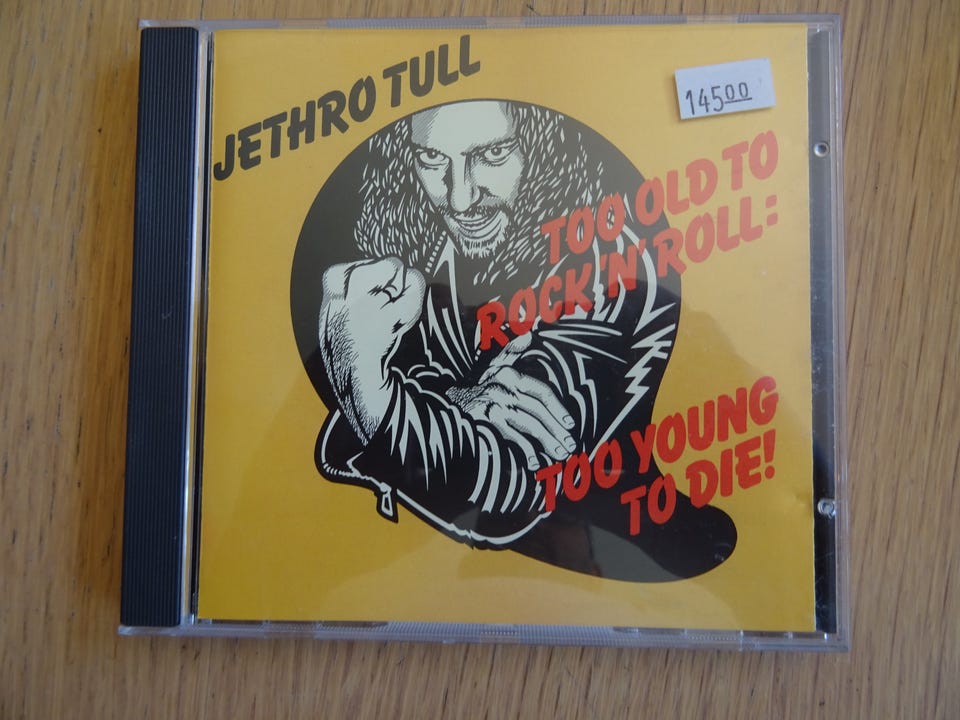 JETHRO TULL
14500
TOO OLD TO
ROCK 'N' ROLL:
TOO YOUNG
TO DIE!